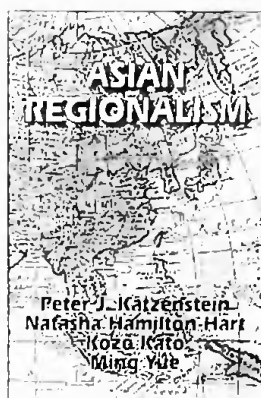 ASIAN
REGIONALISM
Peter J. Katzenstein
Natasha Hamilton-Hart
Kozo Kato
Ming Yue